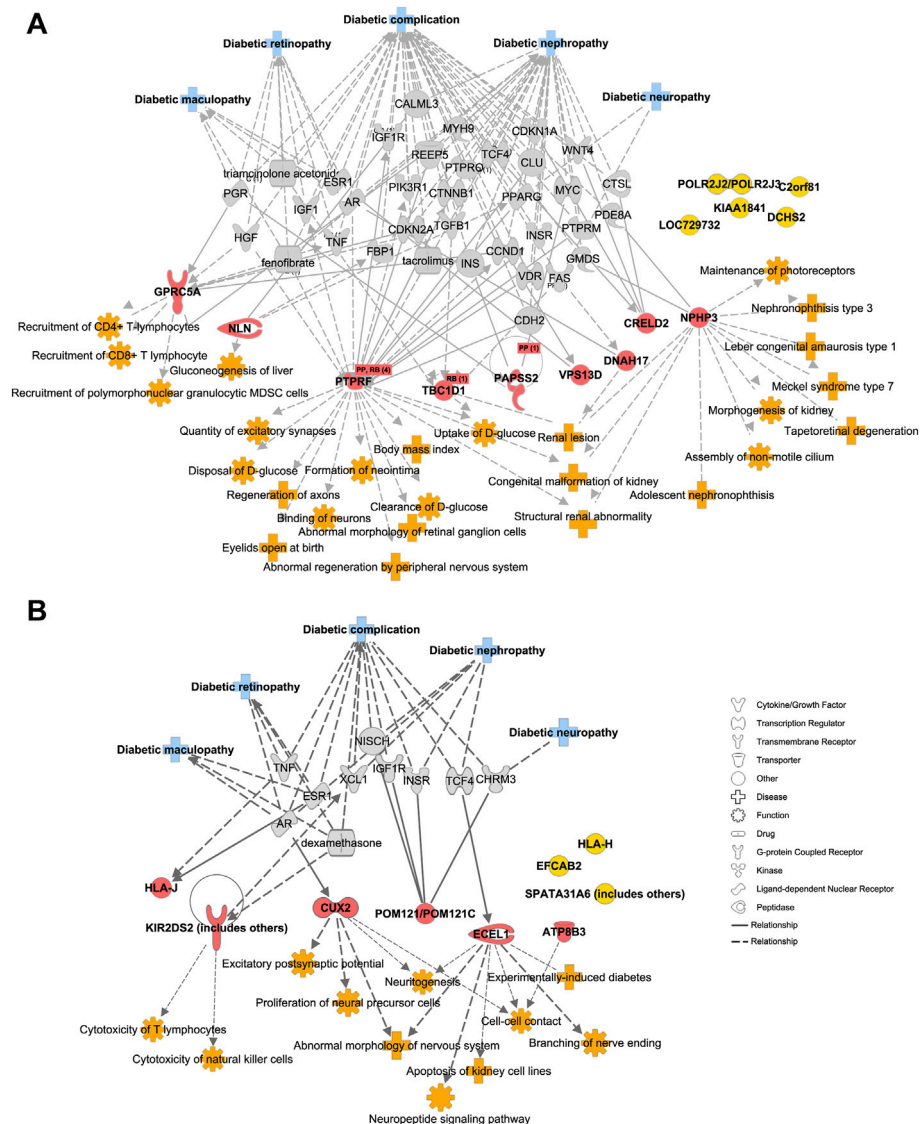 A
Diabetic complication
Diabetic retinopathy
Diabetic nephropathy
Diabetic maculopathy
Diabetic neuropathy
CALML3
IGF1R
MYH9
CDKN1A
REEP5
TCF4
WNT4
PTPRO
CLU
triamcinolone acetonide
ESR1
PIK3R1
CTNNB1
PPARG
MYC
CTSL
PGR
IGF1
AR
PDE8A
CDKN2A
TGFB1
HGF
TNF
FBP1
CCND1
INSR
PTPRM
fenofibrate
tacrolimus
INS
GMDS
VDR
FAS
CDH2
POLR2J2/POLR2J3
C2orf81
KIAA1841
LOC729732
DCHS2
GPRC5A
NLN
CRELD2
NPHP3
PP, RB (4)
PTPRF
RB (1)
TBC1D1
PP (1)
PAPSS2
VPS13D
DNAH17
Maintenance of photoreceptors
Nephronophthisis type 3
Leber congenital amaurosis type 1
Meckel syndrome type 7
Morphogenesis of kidney
Tapetoretinal degeneration
Assembly of non-motile cilium
Adolescent nephronophthisis
Recruitment of CD4+ T-lymphocytes
Recruitment of CD8+ T lymphocyte
Gluconeogenesis of liver
Recruitment of polymorphonuclear granulocytic MDSC cells
Quantity of excitatory synapses
Uptake of D-glucose
Renal lesion
Body mass index
Disposal of D-glucose
Formation of neointima
Congenital malformation of kidney
Regeneration of axons
Clearance of D-glucose
Binding of neurons
Structural renal abnormality
Abnormal morphology of retinal ganglion cells
Eyelids open at birth
Abnormal regeneration by peripheral nervous system
B
Diabetic complication
Diabetic nephropathy
Diabetic retinopathy
Diabetic neuropathy
Diabetic maculopathy
NISCH
TNF
XCL1
IGF1R
INSR
TCF4
CHRM3
ESR1
AR
dexamethasone
HLA-H
EFCAB2
SPATA31A6 (includes others)
HLA-J
KIR2DS2 (includes others)
CUX2
POM121/POM121C
ECEL1
ATP8B3
Excitatory postsynaptic potential
Neuritogenesis
Experimentally-induced diabetes
Proliferation of neural precursor cells
Cell-cell contact
Cytotoxicity of T lymphocytes
Abnormal morphology of nervous system
Branching of nerve ending
Cytotoxicity of natural killer cells
Apoptosis of kidney cell lines
Neuropeptide signaling pathway
Cytokine/Growth Factor
Transcription Regulator
Transmembrane Receptor
Transporter
Other
Disease
Function
Drug
G-protein Coupled Receptor
Kinase
Ligand-dependent Nuclear Receptor
Peptidase
Relationship
Relationship